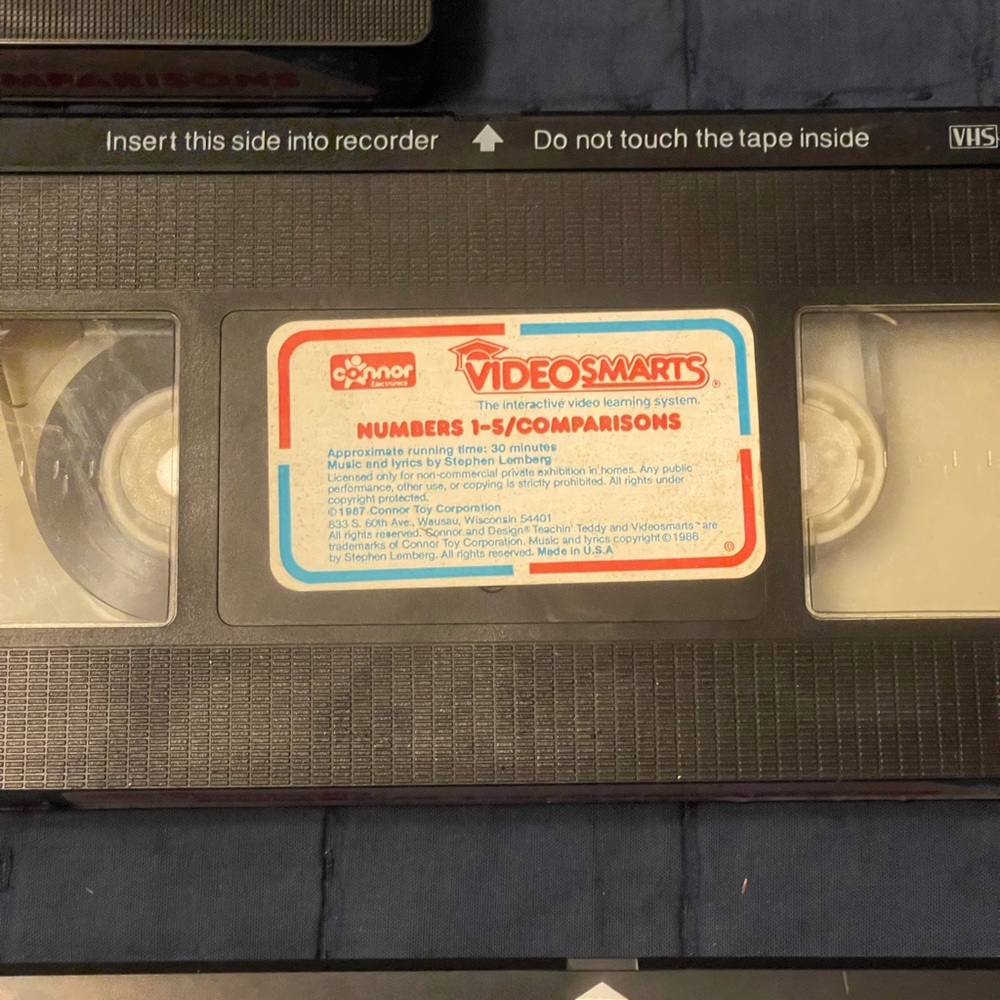 MPARISONS
Insert this side into recorder
Do not touch the tape inside
VHS
connor
Electronics
VIDEOSMARTS®
The interactive video learning system.
NUMBERS 1-5/COMPARISONS
Approximate running time: 30 minutes
Music and lyrics by Stephen Lemberg
Licensed only for non-commercial private exhibition in homes. Any public
performance, other use, or copying is strictly prohibited. All rights under
copyright protected.
©1987 Connor Toy Corporation
833 S. 60th Ave., Wausau, Wisconsin 54401
All rights reserved. Connor and Design® Teachin' Teddy and Videosmarts™ are
trademarks of Connor Toy Corporation. Music and lyrics copyright ©1986
by Stephen Lemberg. All rights reserved. Made in U.S.A